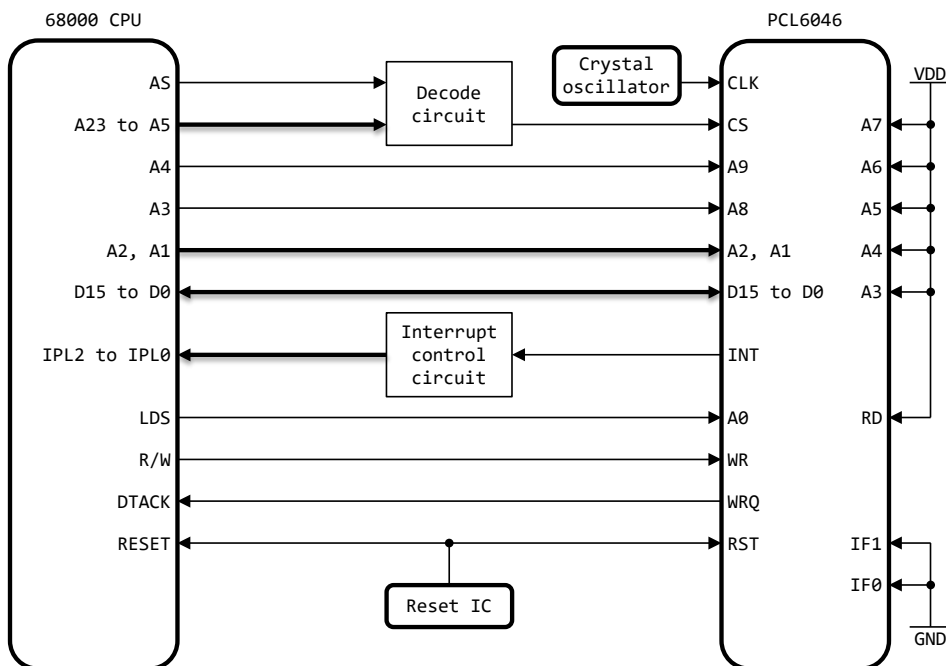 68000 CPU
PCL6046
AS
Decode
circuit
Crystal
oscillator
CLK
VDD
A23 to A5
CS
A7
A4
A9
A6
A3
A8
A5
A2, A1
A2, A1
A4
D15 to D0
D15 to D0
A3
IPL2 to IPL0
Interrupt
control
circuit
INT
LDS
A0
RD
R/W
WR
DTACK
WRQ
RESET
RST
IF1
Reset IC
IF0
GND